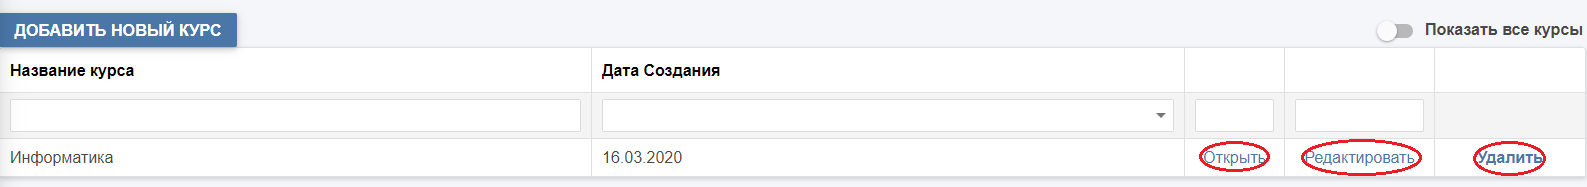 ДОБАВИТЬ НОВЫЙ КУРС
Показать все курсы
Название курса Дата Создания
Информатика 16.03.2020 Открыть Редактировать Удалить